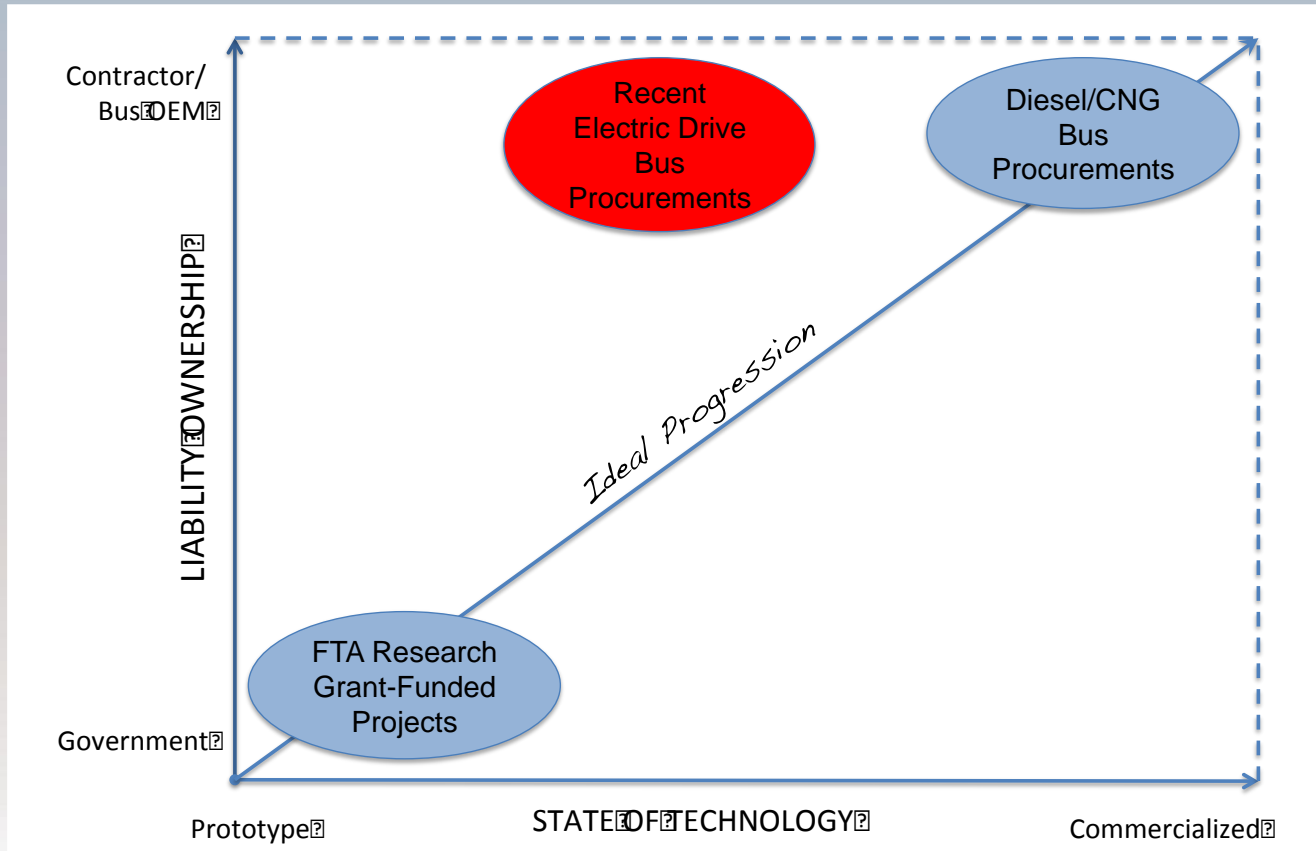 Contractor/
Bus OEM
Recent
Electric Drive
Bus
Procurements
Diesel/CNG
Bus
Procurements
LIABILITY OWNERSHIP
Ideal Progression
FTA Research
Grant-Funded
Projects
Government
Prototype
STATE OF TECHNOLOGY
Commercialized